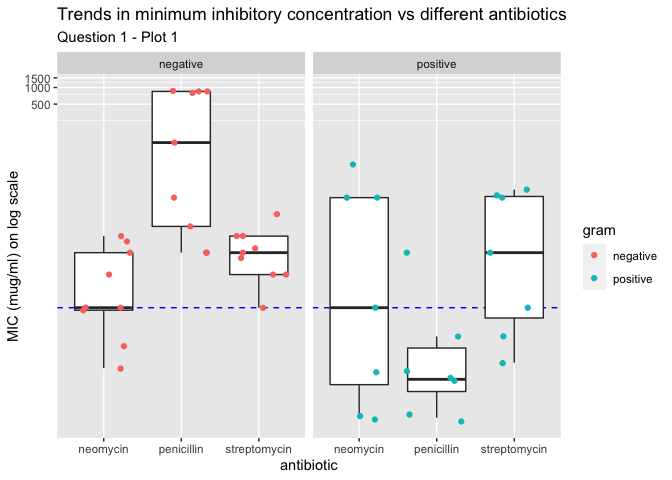 Trends in minimum inhibitory concentration vs different antibiotics
Question 1 - Plot 1
negative
positive
1500
1000
500
MIC (mug/ml) on log scale
gram
negative
positive
neomycin
penicillin
streptomycin
neomycin
penicillin
streptomycin
antibiotic